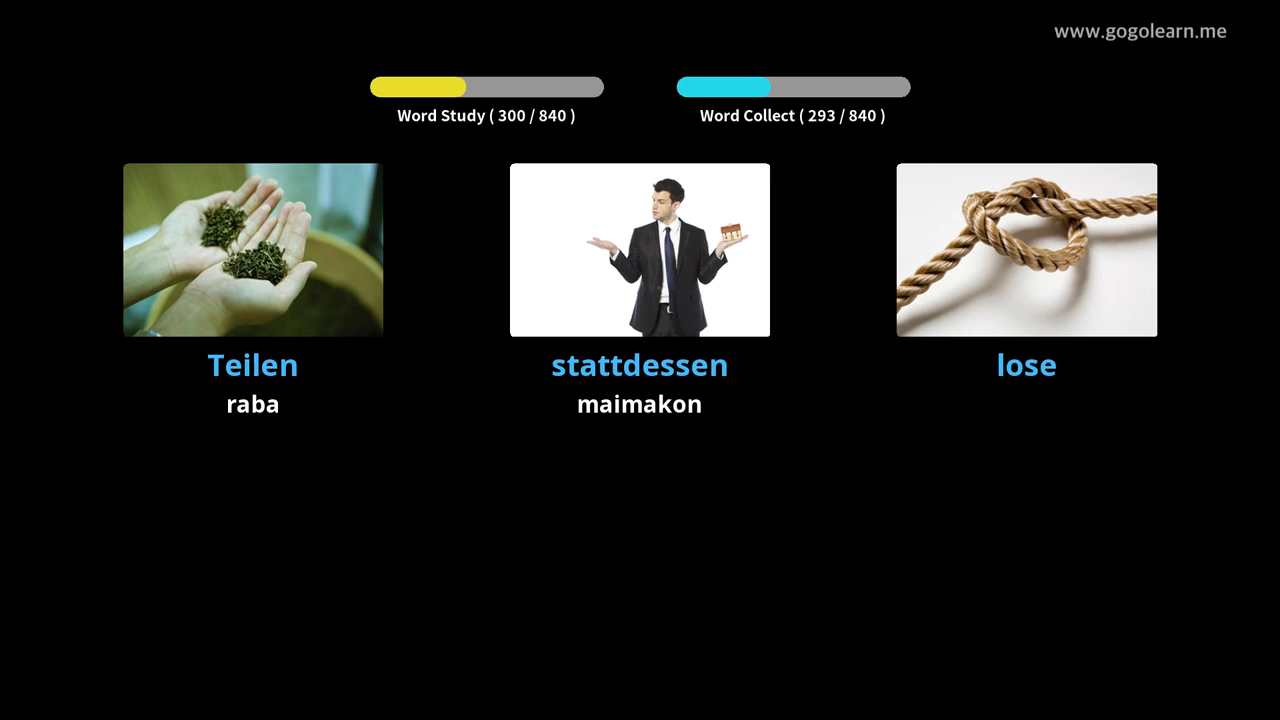 www.gogolearn.me
Word Study ( 300 / 840 )
Word Collect ( 293 / 840 )
Teilen
raba
stattdessen
maimakon
lose